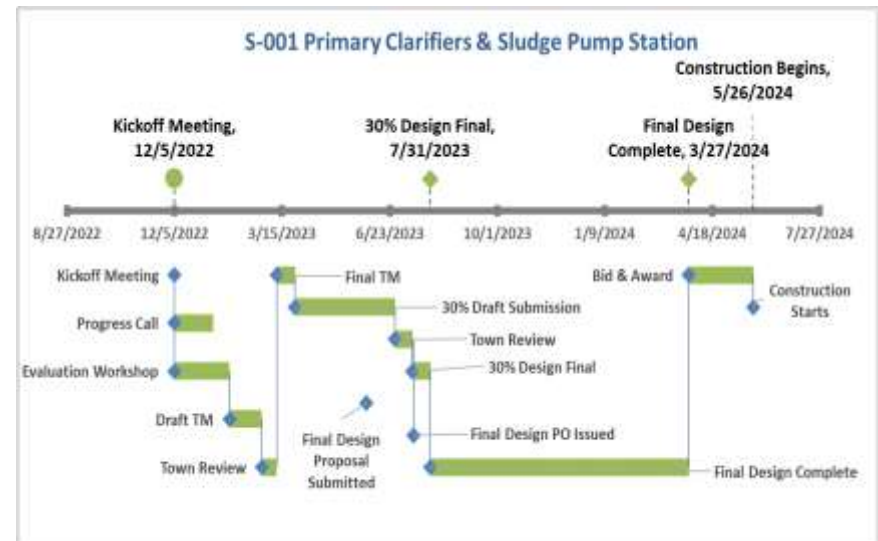 S-001 Primary Clarifiers & Sludge Pump Station
Construction Begins,
5/26/2024
Kickoff Meeting,
12/5/2022
30% Design Final,
7/31/2023
Final Design
Complete, 3/27/2024
8/27/2022
12/5/2022
3/15/2023
6/23/2023
10/1/2023
1/9/2024
4/18/2024
7/27/2024
Kickoff Meeting
Final TM
Bid & Award
Construction
Starts
30% Draft Submission
Progress Call
Town Review
Evaluation Workshop
30% Design Final
Draft TM
Final Design
Proposal
Submitted
Final Design PO Issued
Town Review
Final Design Complete